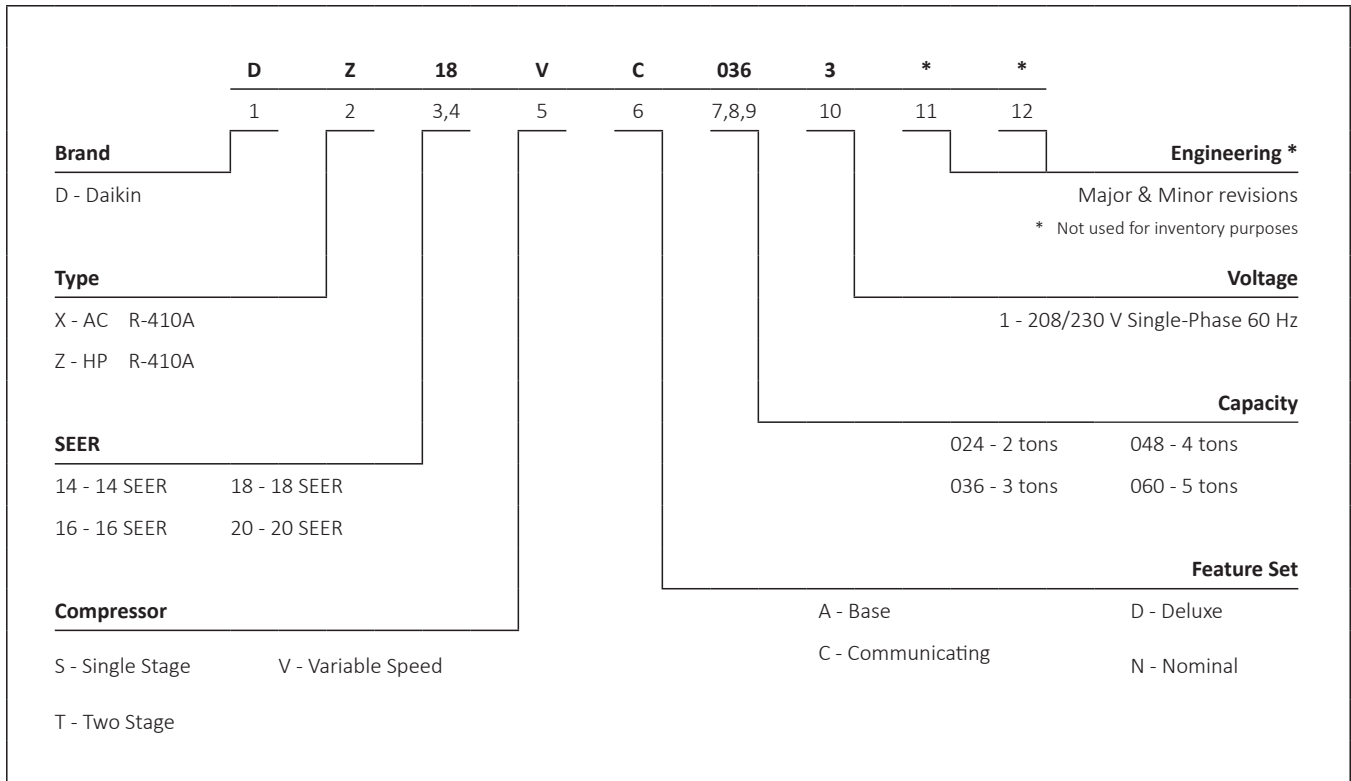 D Z 18 V C 036 3 * *
1 2 3,4 5 6 7,8,9 10 11 12
Brand
D - Daikin
Engineering *
Major & Minor revisions
* Not used for inventory purposes
Type
X - AC R-410A
Z - HP R-410A
Voltage
1 - 208/230 V Single-Phase 60 Hz
Capacity
024 - 2 tons 048 - 4 tons
036 - 3 tons 060 - 5 tons
SEER
14 - 14 SEER 18 - 18 SEER
16 - 16 SEER 20 - 20 SEER
Feature Set
A - Base D - Deluxe
C - Communicating N - Nominal
Compressor
S - Single Stage V - Variable Speed
T - Two Stage